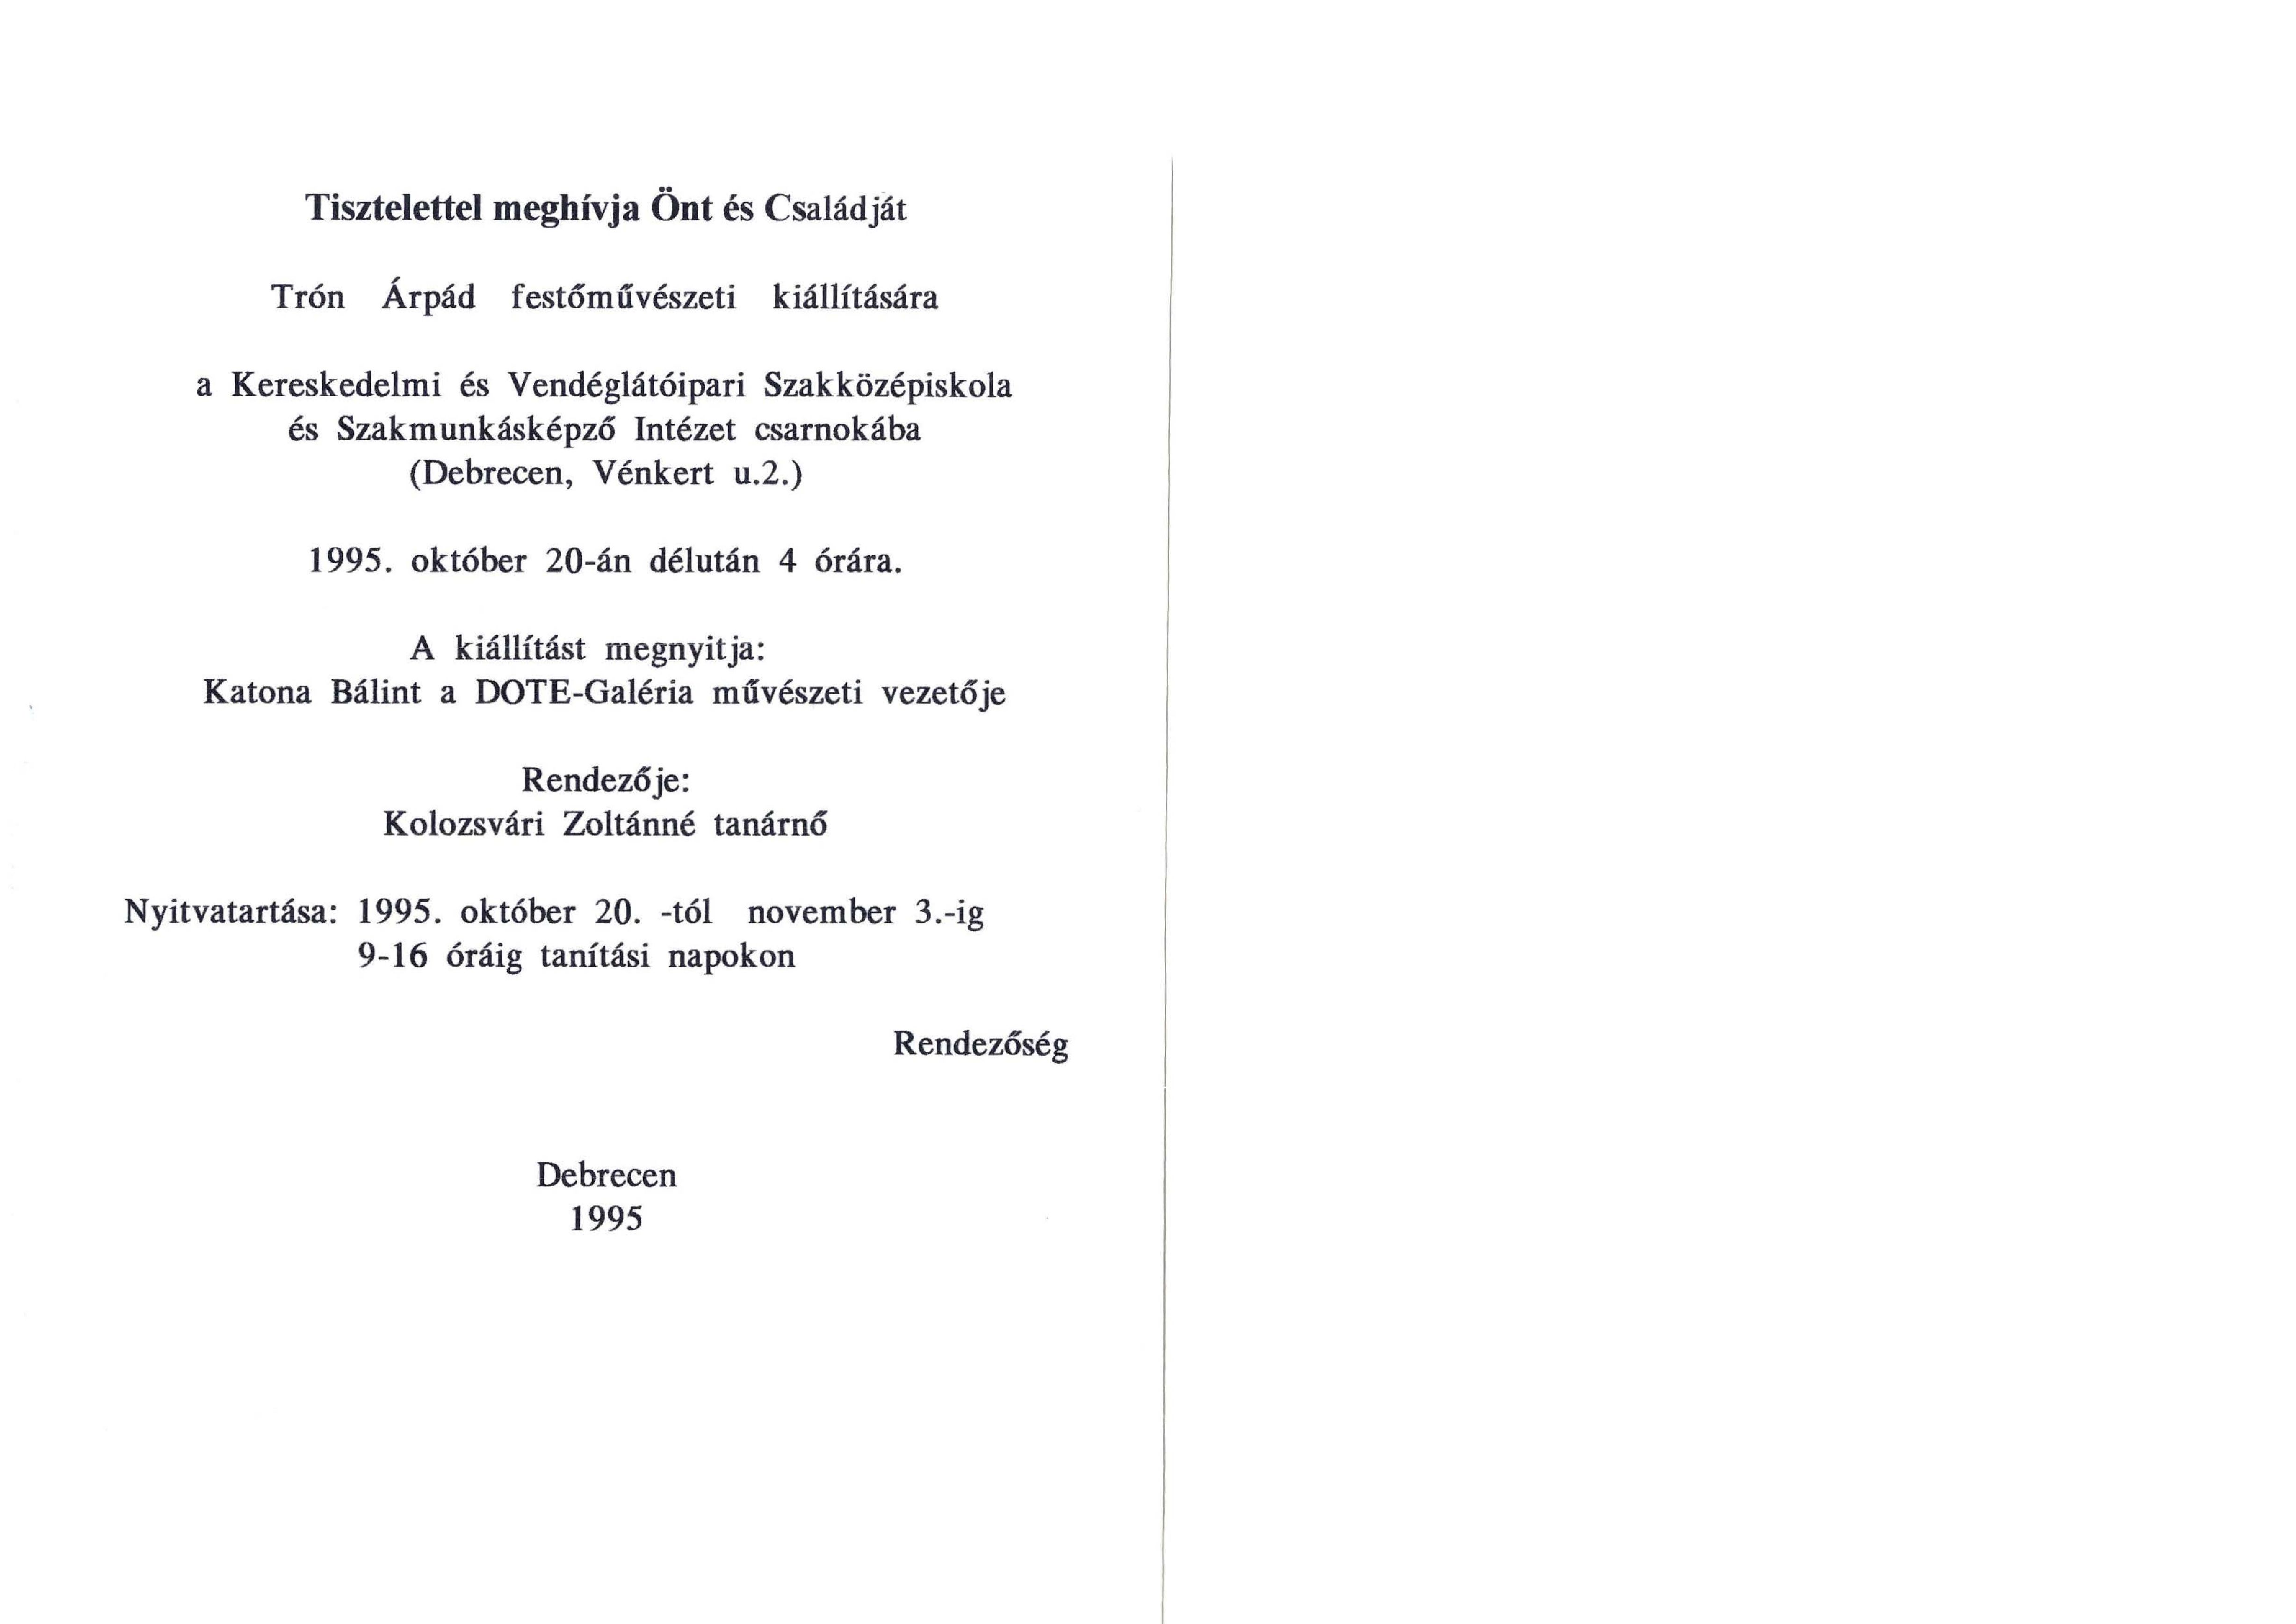 Tisztelettel meghívja Önt és Családját
Trón Árpád festőművészeti kiállítására
a Kereskedelmi és Vendéglátóipari Szakközépiskola
és Szakmunkásképző Intézet csarnokába
(Debrecen, Vénkert u.2.)
1995. október 20-án délután 4 órára.
A kiállítást megnyitja:
Katona Bálint a DOTE-Galéria művészeti vezetője
Rendezője:
Kolozsvári Zoltánné tanárnő
Nyitvatartása: 1995. október 20. -tól november 3.-ig
9-16 óráig tanítási napokon
Rendezőség
Debrecen
1995